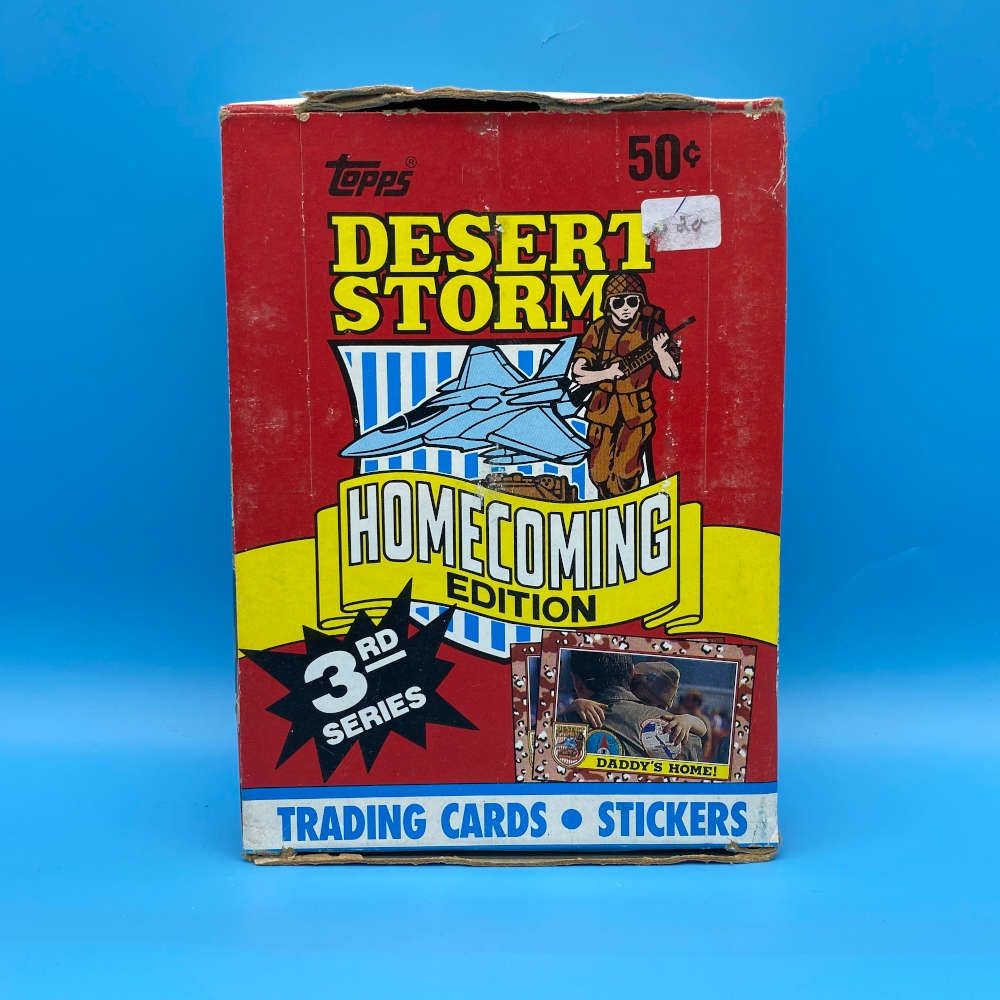 topps®
50¢
DESERT
STORM
HOMECOMING
EDITION
3RD
SERIES
DADDY'S HOME!
TRADING CARDS • STICKERS